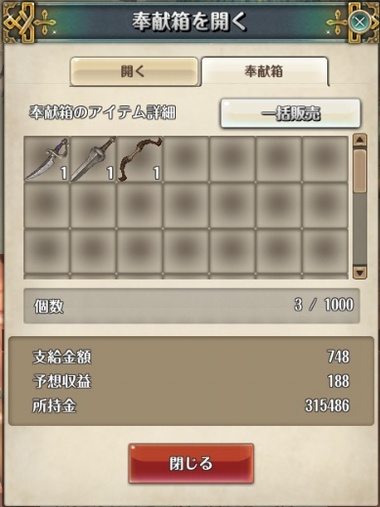 奉献箱を開く
開く
奉献箱
奉献箱のアイテム詳細
一括販売
1 1 1
個数 3 / 1000
支給金額 748
予想収益 188
所持金 315486
閉じる